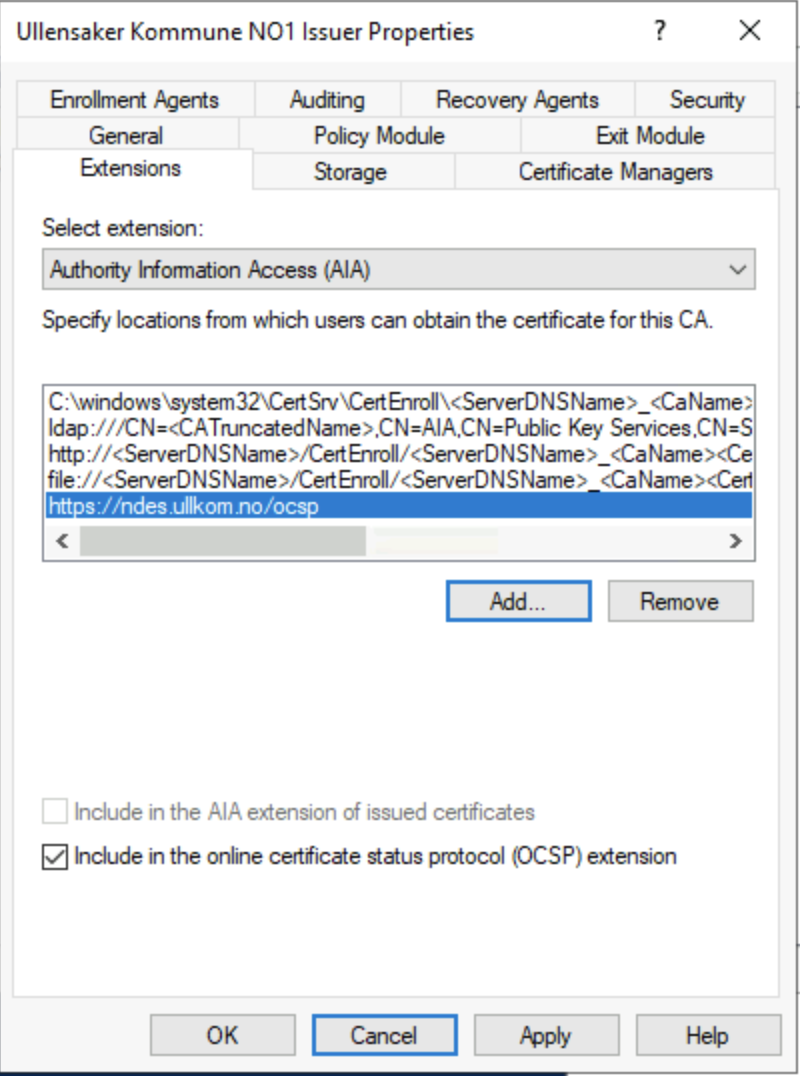 Ullensaker Kommune NO1 Issuer Properties
?
Enrollment Agents
Auditing
Recovery Agents
Security
General
Policy Module
Exit Module
Extensions
Storage
Certificate Managers
Select extension:
Authority Information Access (AIA)
Specify locations from which users can obtain the certificate for this CA.
C:\windows\system32\CertSrv\CertEnroll\<ServerDNSName>_<CaName>
ldap:///CN=<CATruncatedName>,CN=AIA,CN=Public Key Services,CN=S
http://<ServerDNSName>/CertEnroll/<ServerDNSName>_<CaName><Ce
file://<ServerDNSName>/CertEnroll/<ServerDNSName>_<CaName><Cert
https://ndes.ullkom.no/ocsp
Add...
Remove
Include in the AIA extension of issued certificates
Include in the online certificate status protocol (OCSP) extension
OK
Cancel
Apply
Help